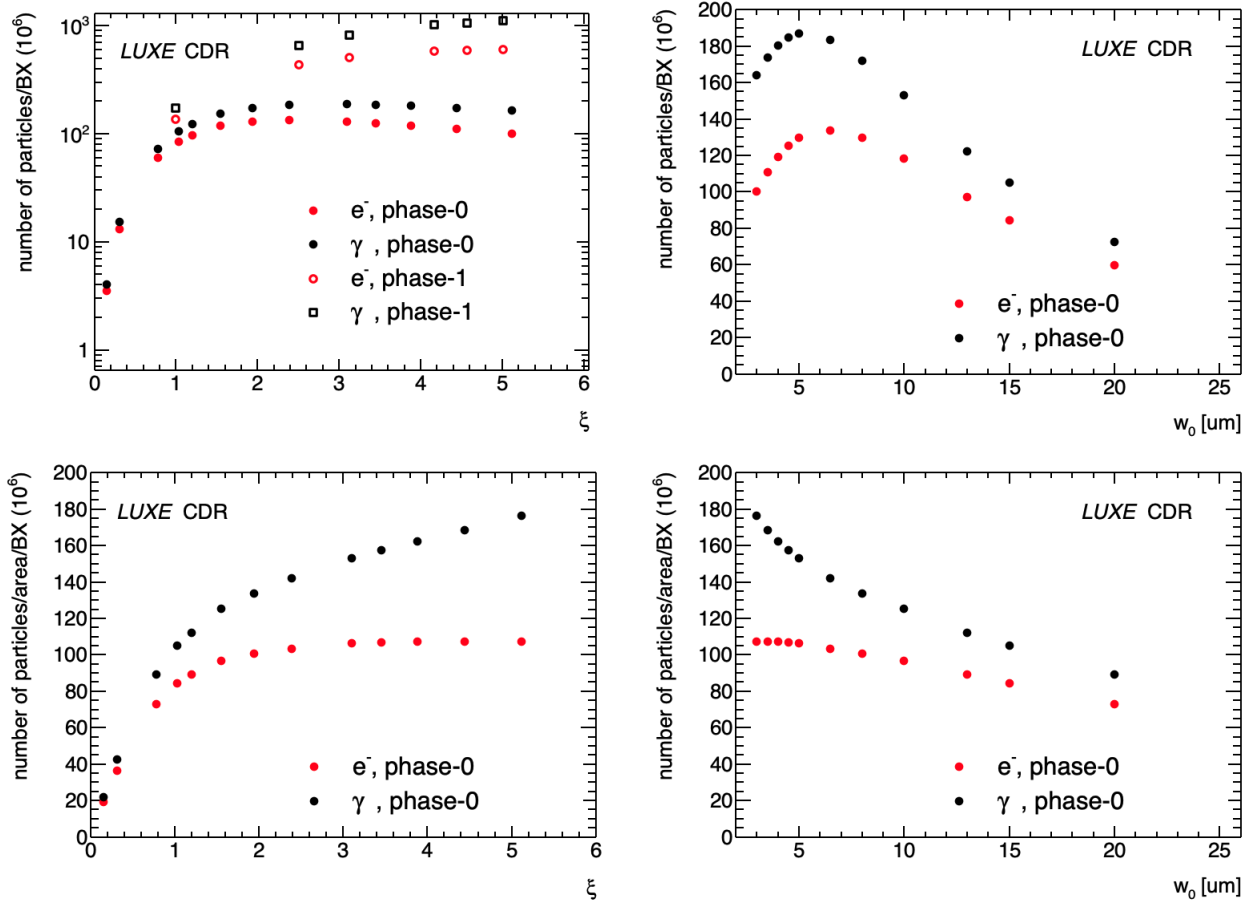 number of particles/BX (10⁶)
LUXE CDR
10³
10²
10
1
e⁻, phase-0
γ , phase-0
e⁻, phase-1
γ , phase-1
0 1 2 3 4 5 6
ξ
number of particles/BX (10⁶)
LUXE CDR
200
180
160
140
120
100
80
60
40
20
0
e⁻, phase-0
γ , phase-0
5 10 15 20 25
w₀ [um]
number of particles/area/BX (10⁶)
LUXE CDR
200
180
160
140
120
100
80
60
40
20
0
e⁻, phase-0
γ , phase-0
0 1 2 3 4 5 6
ξ
number of particles/area/BX (10⁶)
LUXE CDR
200
180
160
140
120
100
80
60
40
20
0
e⁻, phase-0
γ , phase-0
5 10 15 20 25
w₀ [um]